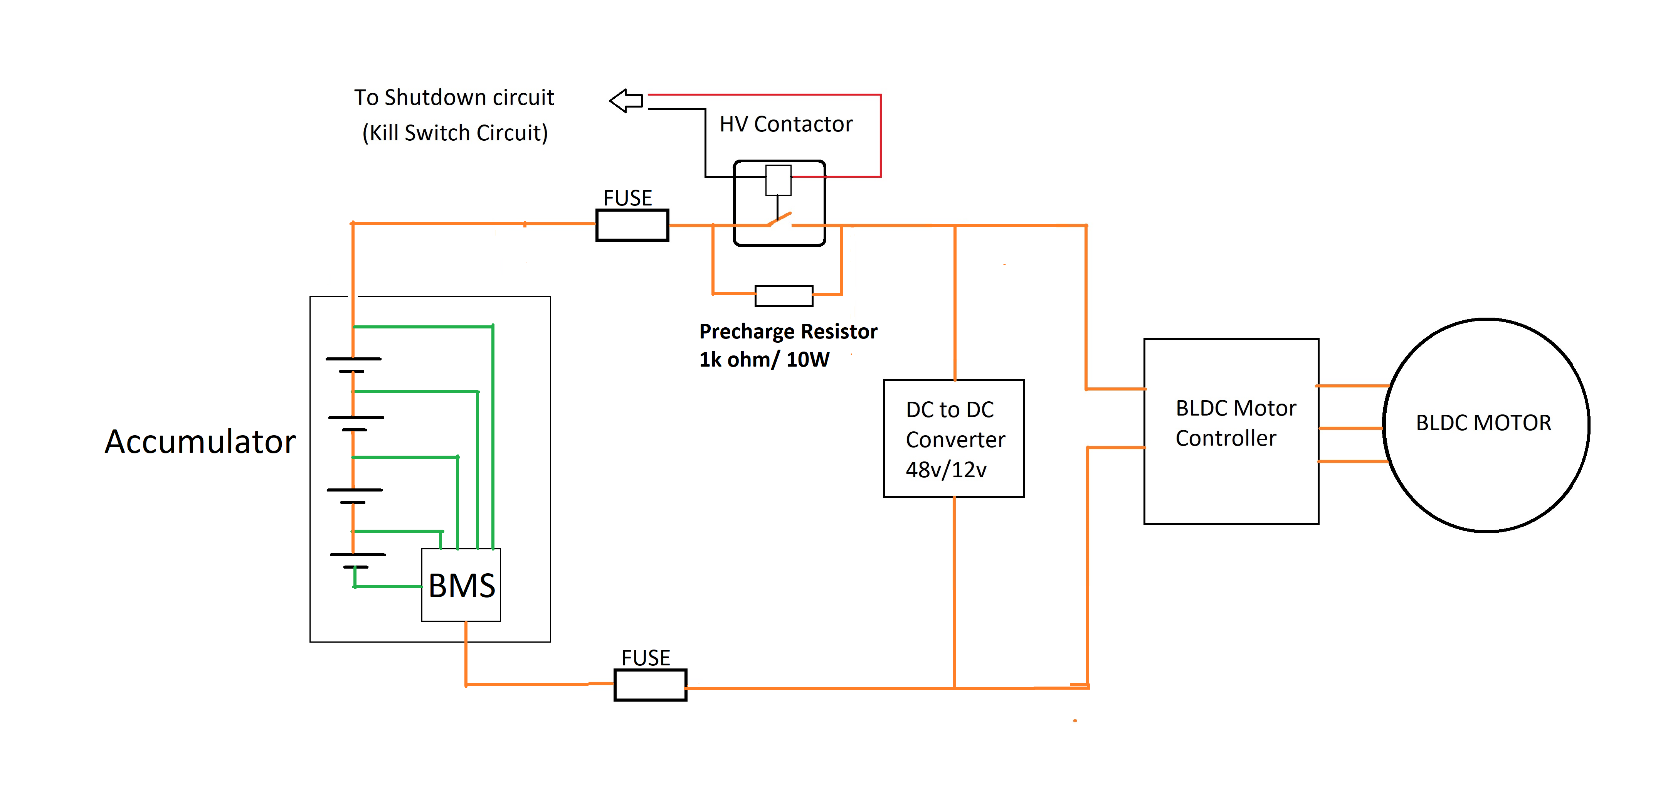 To Shutdown circuit
(Kill Switch Circuit)
HV Contactor
FUSE
Precharge Resistor
1k ohm/ 10W
Accumulator
BMS
DC to DC
Converter
48v/12v
BLDC Motor
Controller
BLDC MOTOR
FUSE